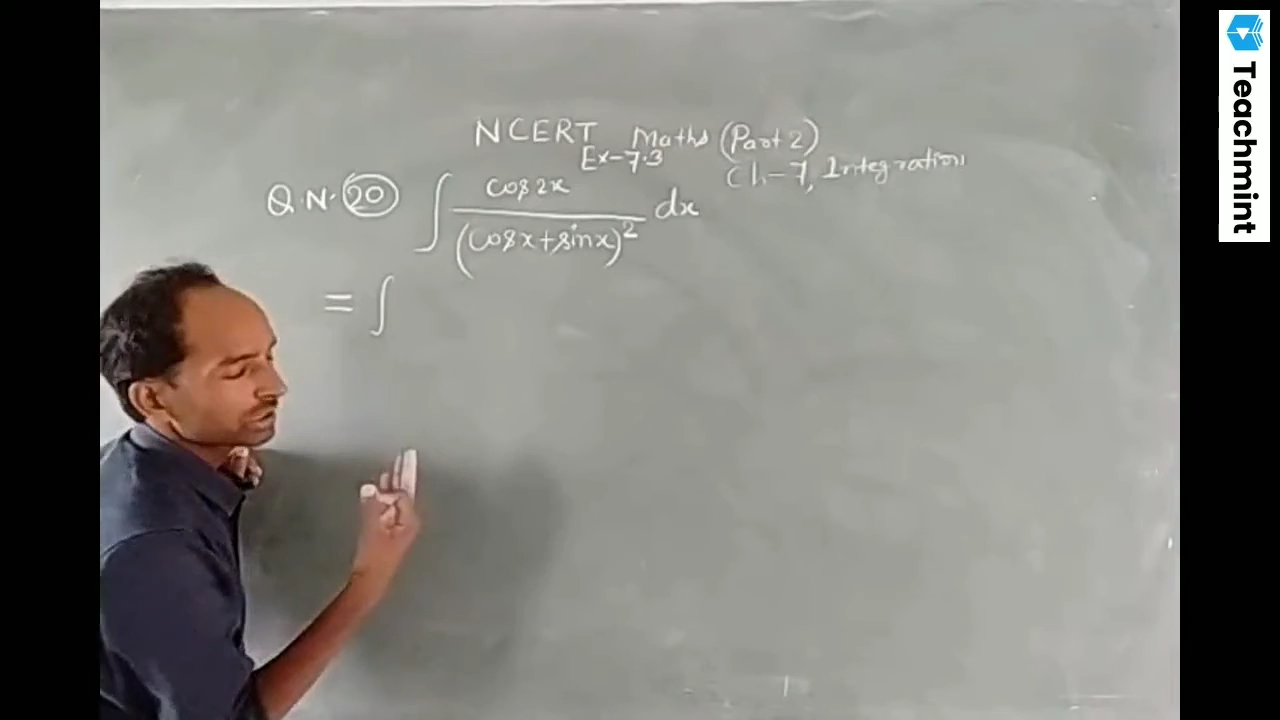 NCERT Maths (Part 2)
Ex-7.3 Ch-7, Integration
Q.N. 20 ∫ cos2x / (cosx+sinx)² dx
= ∫
Teachmint